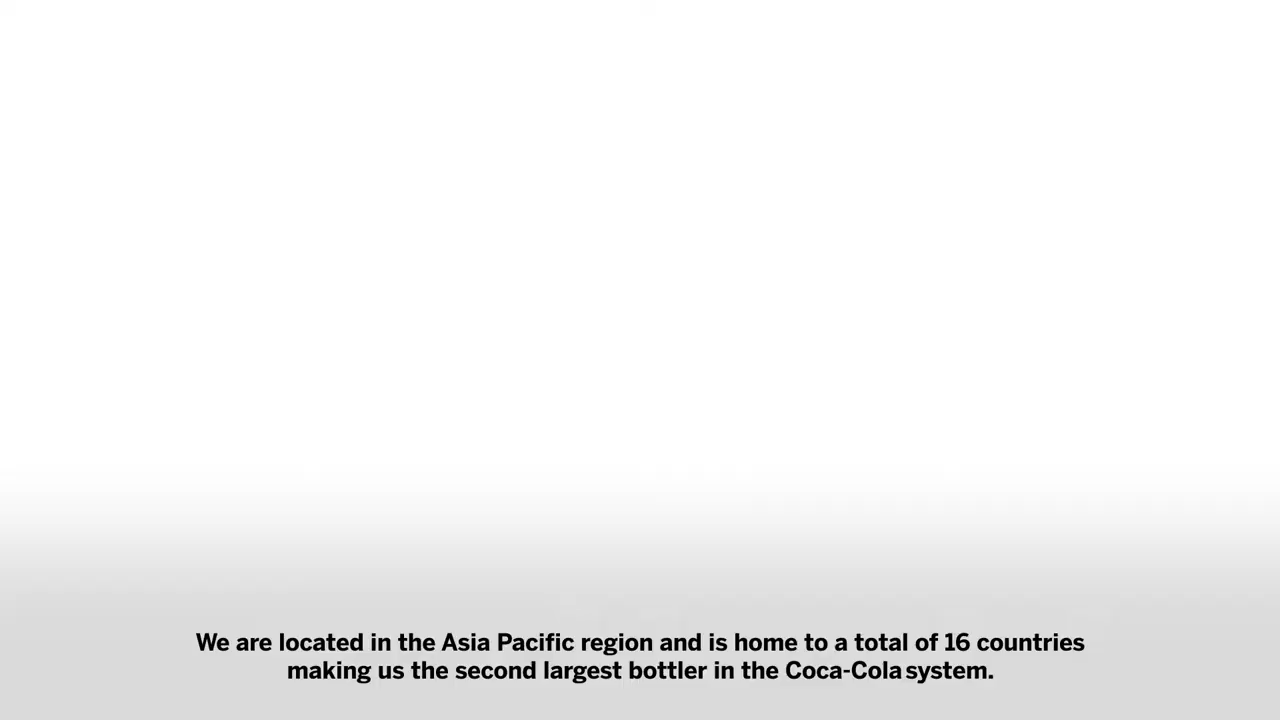 We are located in the Asia Pacific region and is home to a total of 16 countries
making us the second largest bottler in the Coca-Cola system.